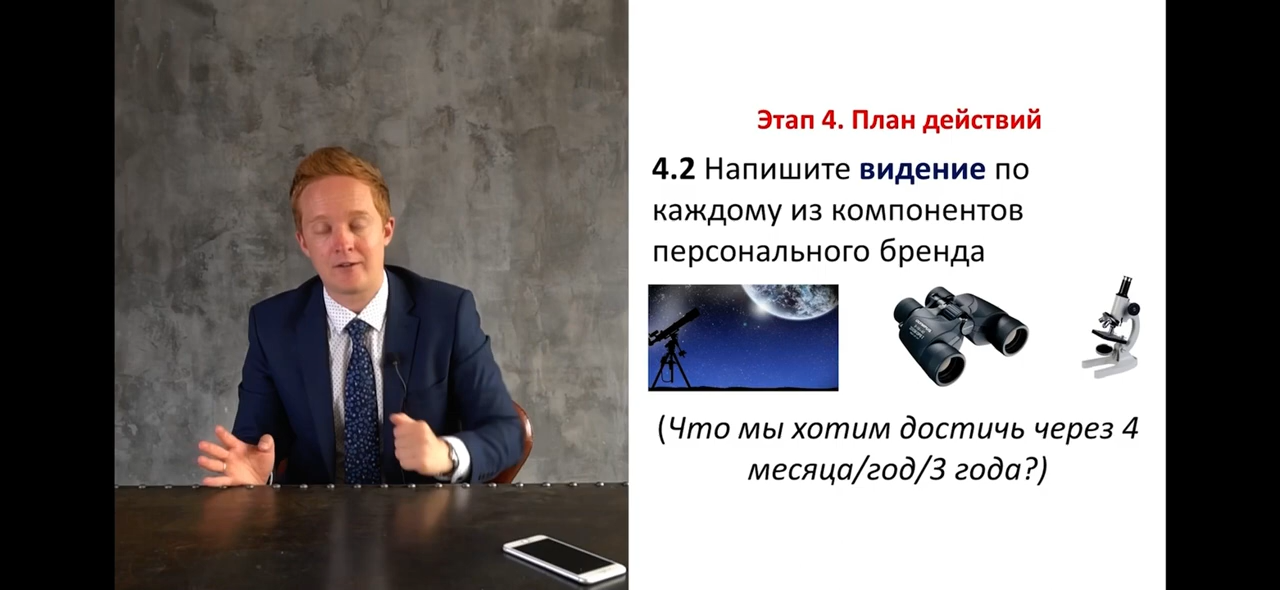 Этап 4. План действий
4.2 Напишите видение по
каждому из компонентов
персонального бренда
(Что мы хотим достичь через 4
месяца/год/3 года?)